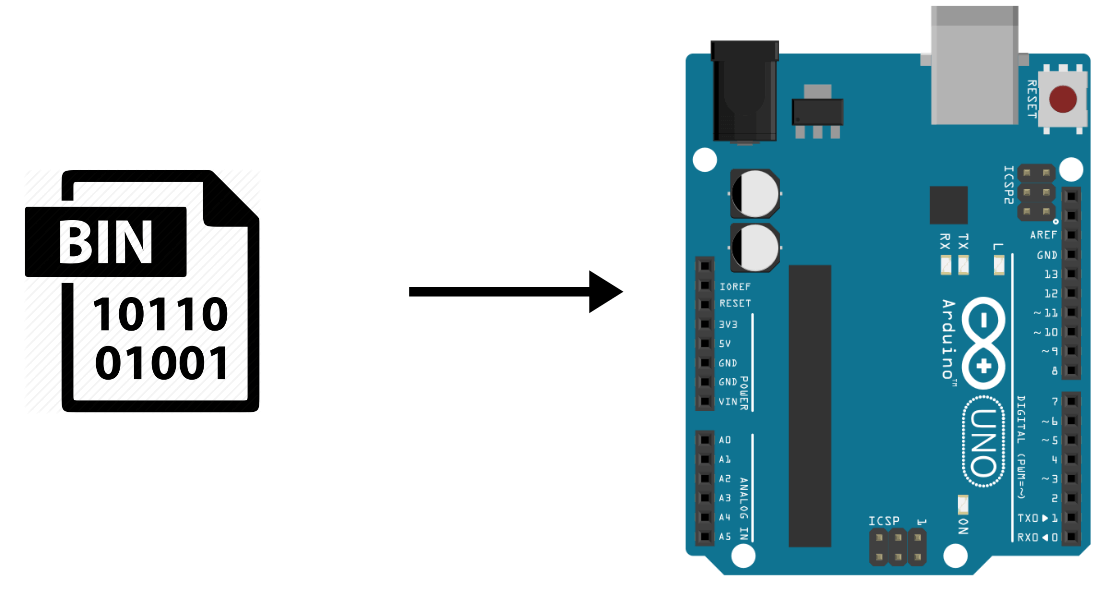 BIN
10110
01001
RESET
ICSP2
AREF
GND
13
12
~11
~10
~9
8
7
~6
~5
4
~3
2
TX0▶1
RX0◀0
DIGITAL (PWM=~)
RX
TX
L
Arduino™
UNO
ON
IOREF
RESET
3V3
5V
GND
GND
VIN
POWER
A0
A1
A2
A3
A4
A5
ANALOG IN
ICSP
1